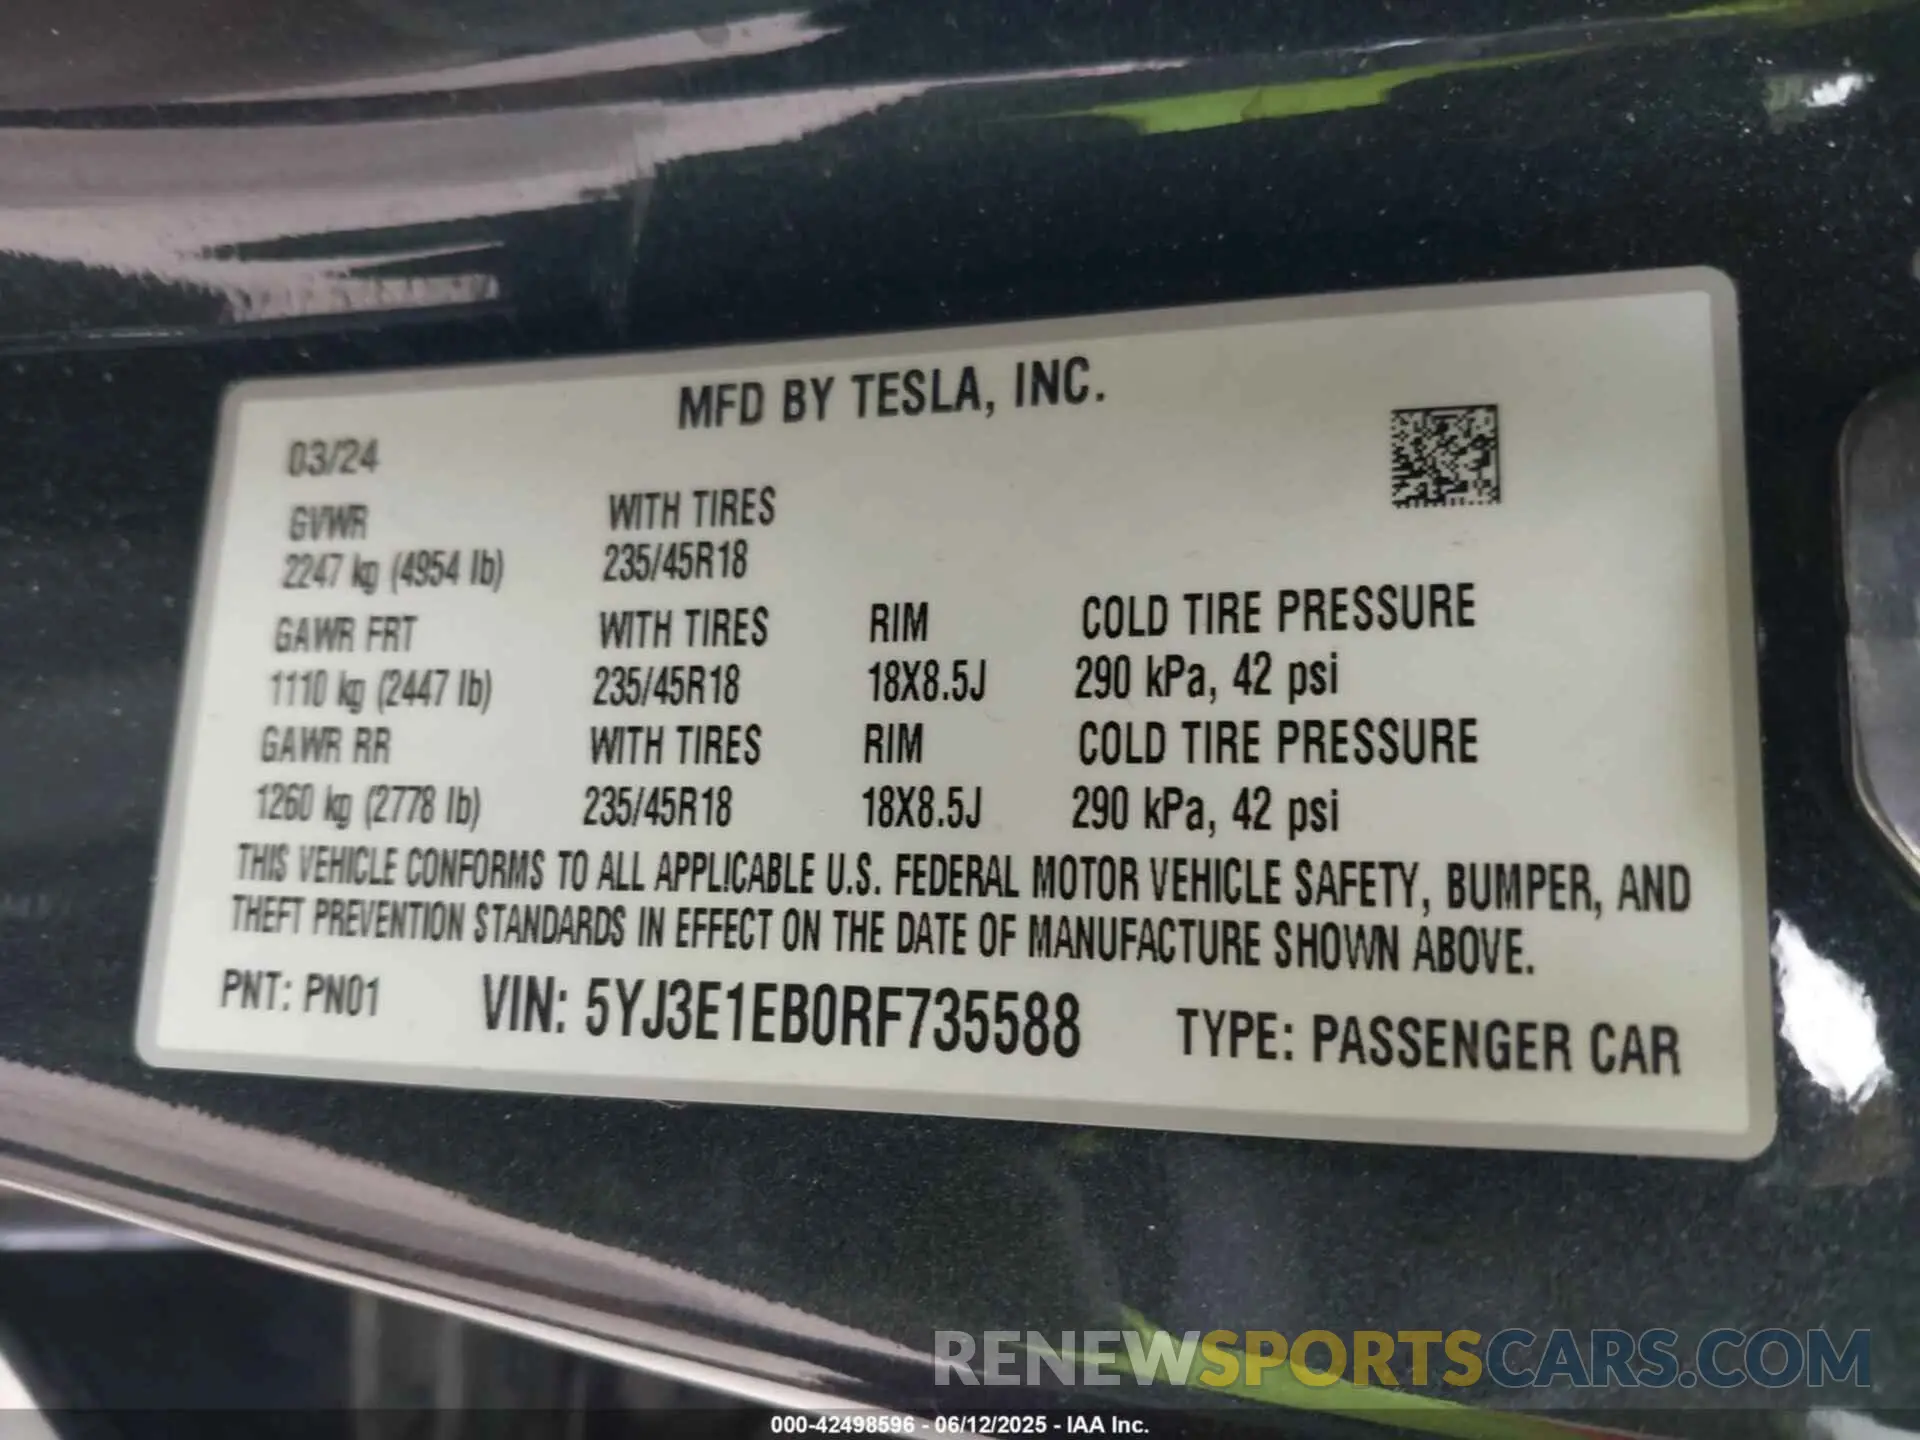 MFD BY TESLA, INC.
03/24
GVWR WITH TIRES
2247 kg (4954 lb) 235/45R18
GAWR FRT WITH TIRES RIM COLD TIRE PRESSURE
1110 kg (2447 lb) 235/45R18 18X8.5J 290 kPa, 42 psi
GAWR RR WITH TIRES RIM COLD TIRE PRESSURE
1260 kg (2778 lb) 235/45R18 18X8.5J 290 kPa, 42 psi
THIS VEHICLE CONFORMS TO ALL APPLICABLE U.S. FEDERAL MOTOR VEHICLE SAFETY, BUMPER, AND
THEFT PREVENTION STANDARDS IN EFFECT ON THE DATE OF MANUFACTURE SHOWN ABOVE.
PNT: PN01 VIN: 5YJ3E1EB0RF735588 TYPE: PASSENGER CAR
RENEWSPORTSCARS.COM
000-42498596 - 06/12/2025 - IAA Inc.